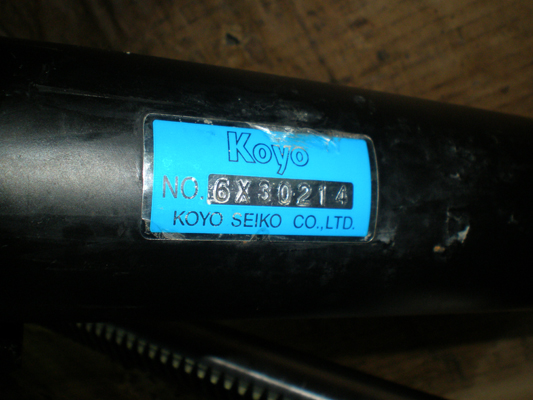 Koyo
NO. 6X30214
KOYO SEIKO CO.,LTD.